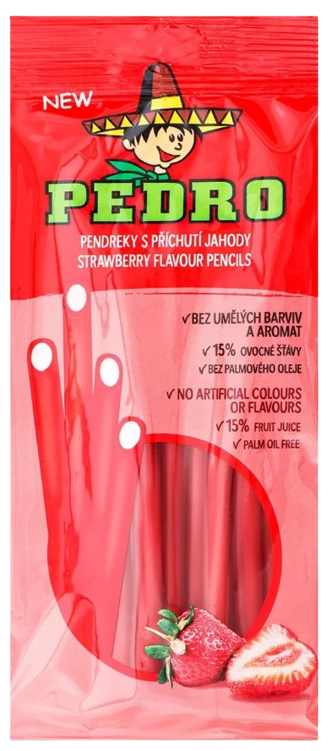 NEW
PEDRO
PENDREKY S PŘÍCHUTÍ JAHODY
STRAWBERRY FLAVOUR PENCILS
✓BEZ UMĚLÝCH BARVIV
A AROMAT
✓15% OVOCNÉ ŠŤÁVY
✓BEZ PALMOVÉHO OLEJE
✓NO ARTIFICIAL COLOURS
OR FLAVOURS
✓15% FRUIT JUICE
✓PALM OIL FREE